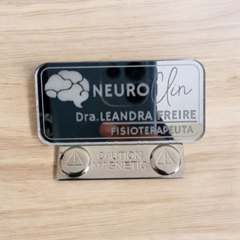 NEURO Clin
Dra. LEANDRA FREIRE
FISIOTERAPEUTA
CAUTION
MAGNETIC